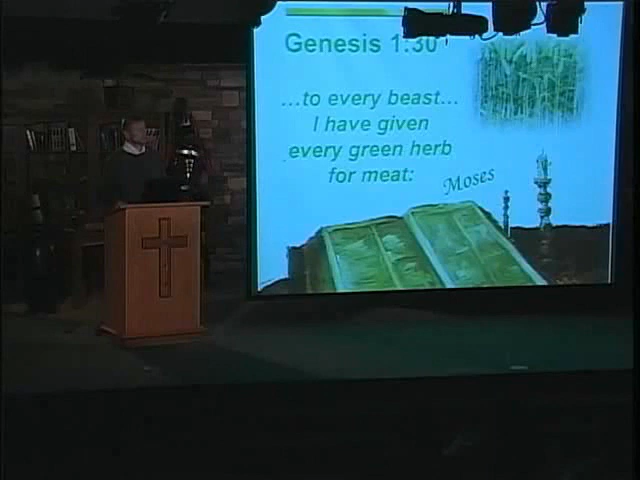 Genesis 1:30
...to every beast...
I have given
every green herb
for meat:
Moses